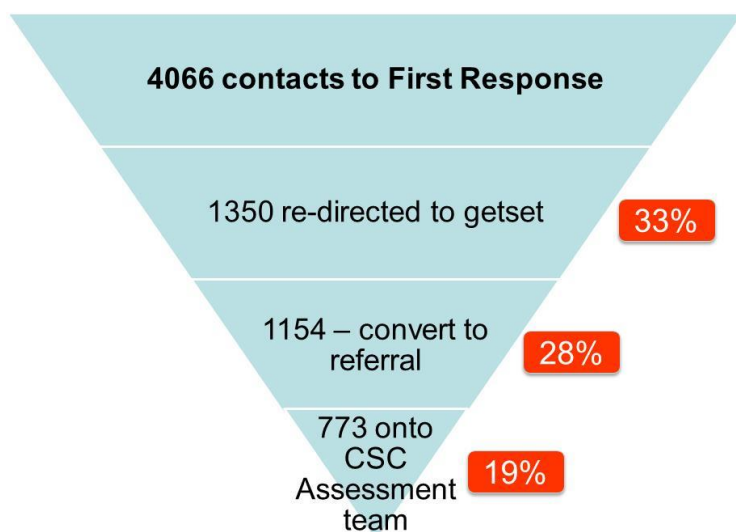 4066 contacts to First Response
1350 re-directed to getset
33%
1154 – convert to
referral
28%
773 onto
CSC
Assessment
team
19%